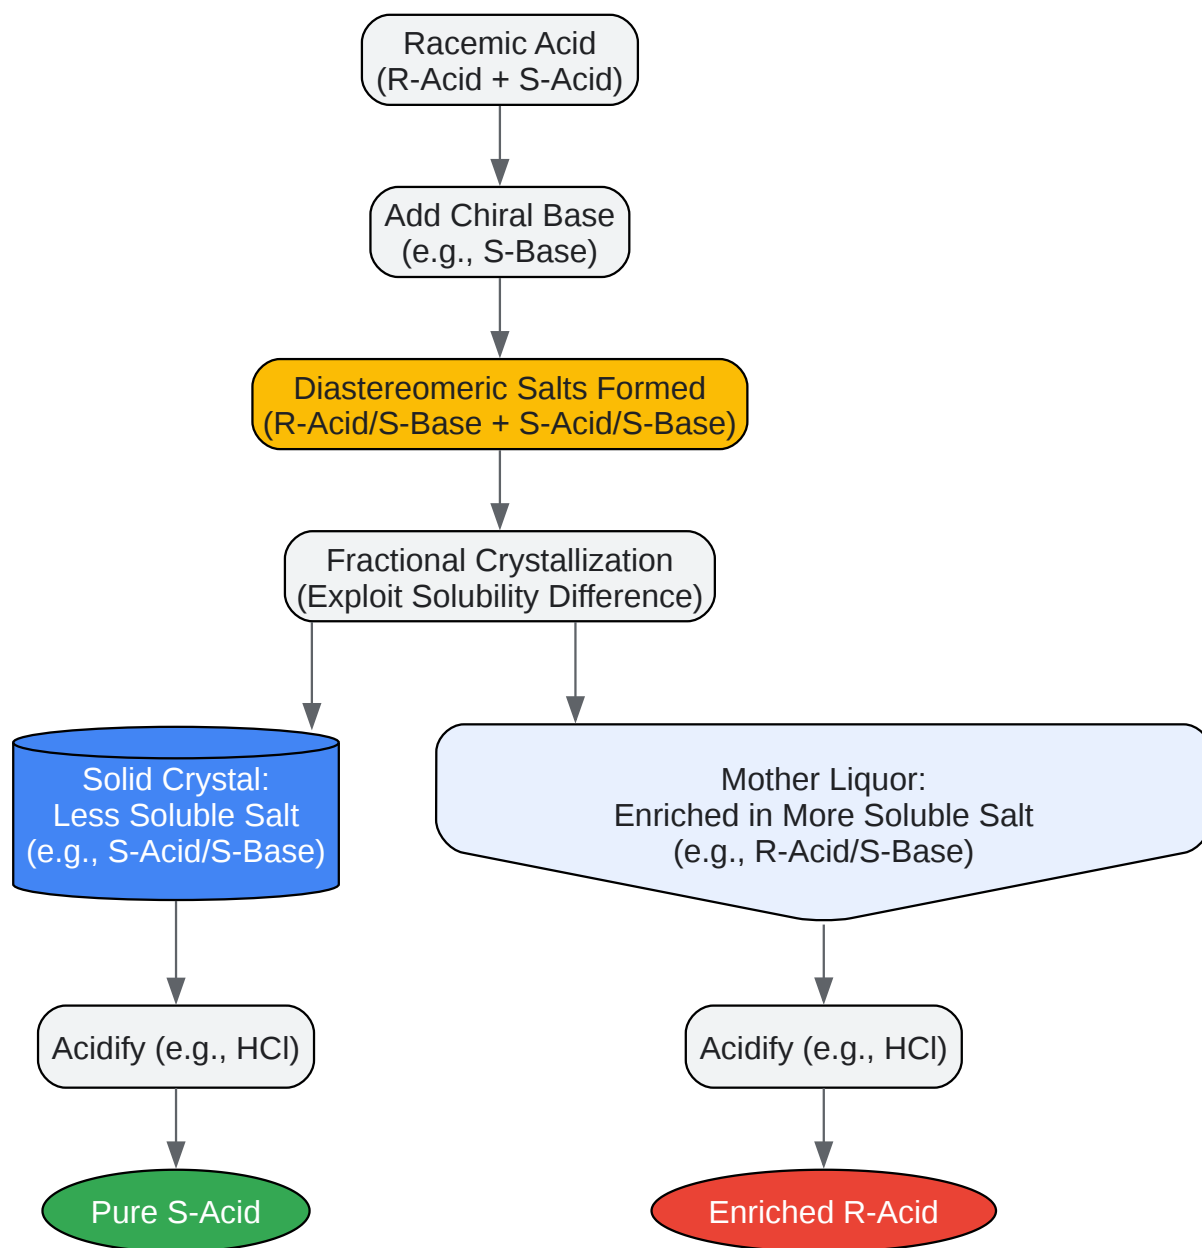 Racemic Acid
(R-Acid + S-Acid)
Add Chiral Base
(e.g., S-Base)
Diastereomeric Salts Formed
(R-Acid/S-Base + S-Acid/S-Base)
Fractional Crystallization
(Exploit Solubility Difference)
Solid Crystal:
Less Soluble Salt
(e.g., S-Acid/S-Base)
Mother Liquor:
Enriched in More Soluble Salt
(e.g., R-Acid/S-Base)
Acidify (e.g., HCl)
Acidify (e.g., HCl)
Pure S-Acid
Enriched R-Acid